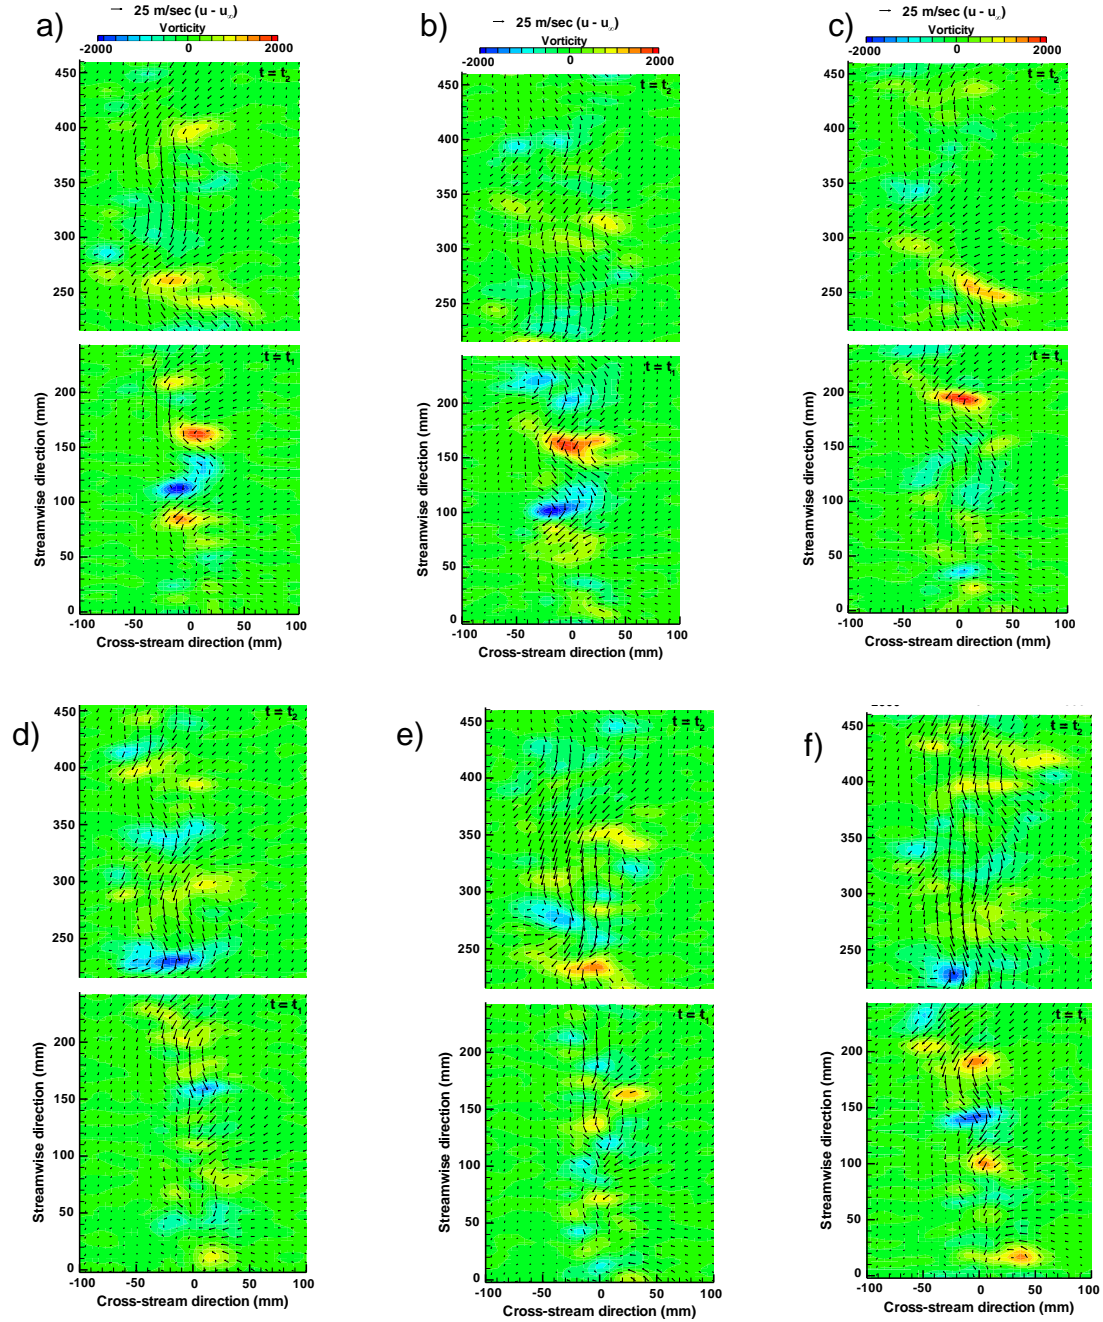 a)
25 m/sec (u - u∞)
Vorticity
-2000 0 2000
t = t2
450
400
350
300
250
t = t1
200
150
100
50
0
Streamwise direction (mm)
-100 -50 0 50 100
Cross-stream direction (mm)
b)
25 m/sec (u - u∞)
Vorticity
-2000 0 2000
t = t2
450
400
350
300
250
t = t1
200
150
100
50
0
Streamwise direction (mm)
-100 -50 0 50 100
Cross-stream direction (mm)
c)
25 m/sec (u - u∞)
Vorticity
-2000 0 2000
t = t2
450
400
350
300
250
t = t1
200
150
100
50
0
Streamwise direction (mm)
-100 -50 0 50 100
Cross-stream direction (mm)
d)
t = t2
450
400
350
300
250
t = t1
200
150
100
50
0
Streamwise direction (mm)
-100 -50 0 50 100
Cross-stream direction (mm)
e)
t = t2
450
400
350
300
250
t = t1
200
150
100
50
0
Streamwise direction (mm)
-100 -50 0 50 100
Cross-stream direction (mm)
f)
t = t2
450
400
350
300
250
t = t1
200
150
100
50
0
Streamwise direction (mm)
-100 -50 0 50 100
Cross-stream direction (mm)